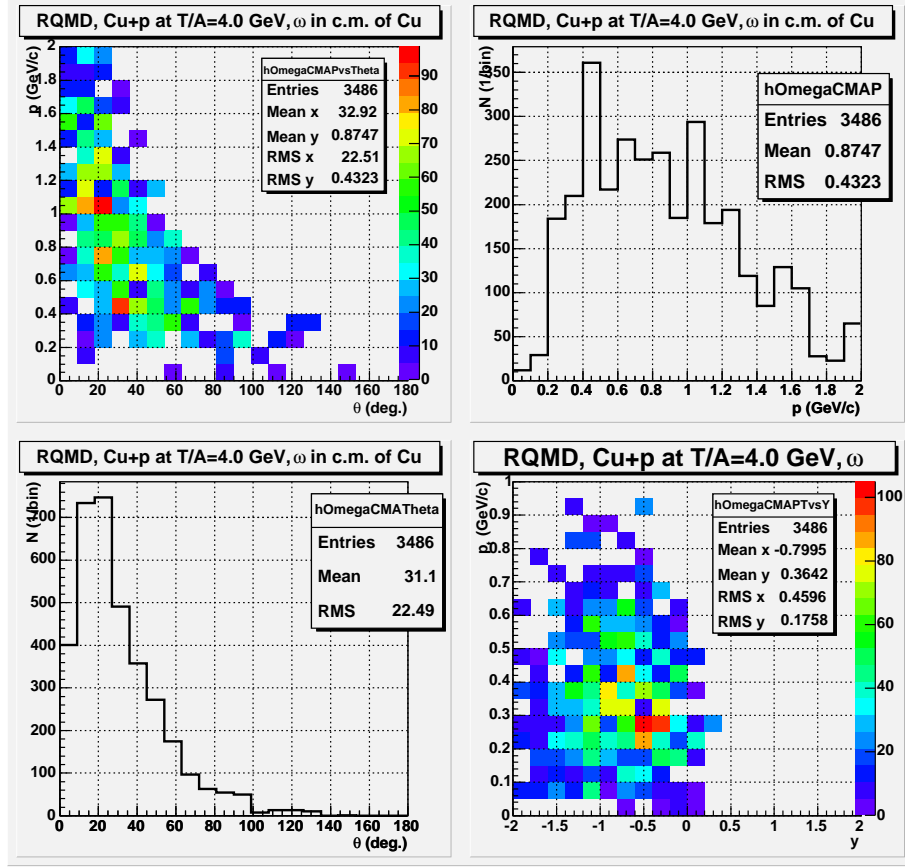 RQMD, Cu+p at T/A=4.0 GeV, ω in c.m. of Cu
p (GeV/c)
2
1.8
1.6
1.4
1.2
1
0.8
0.6
0.4
0.2
0
0 20 40 60 80 100 120 140 160 180
θ (deg.)
hOmegaCMAPvsTheta
Entries 3486
Mean x 32.92
Mean y 0.8747
RMS x 22.51
RMS y 0.4323
90
80
70
60
50
40
30
20
10
0
RQMD, Cu+p at T/A=4.0 GeV, ω in c.m. of Cu
N (1/bin)
350
300
250
200
150
100
50
0
0 0.2 0.4 0.6 0.8 1 1.2 1.4 1.6 1.8 2
p (GeV/c)
hOmegaCMAP
Entries 3486
Mean 0.8747
RMS 0.4323
RQMD, Cu+p at T/A=4.0 GeV, ω in c.m. of Cu
N (1/bin)
700
600
500
400
300
200
100
0
0 20 40 60 80 100 120 140 160 180
θ (deg.)
hOmegaCMATheta
Entries 3486
Mean 31.1
RMS 22.49
RQMD, Cu+p at T/A=4.0 GeV, ω
pt (GeV/c)
0.9
0.8
0.7
0.6
0.5
0.4
0.3
0.2
0.1
0
-2 -1.5 -1 -0.5 0 0.5 1 1.5 2
y
hOmegaCMAPTvsY
Entries 3486
Mean x -0.7995
Mean y 0.3642
RMS x 0.4596
RMS y 0.1758
100
80
60
40
20
0